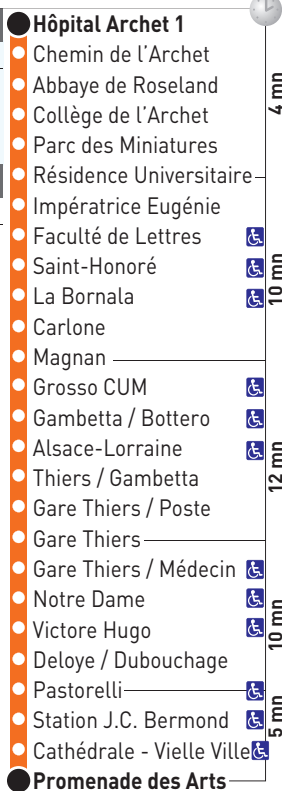 Hôpital Archet 1
Chemin de l'Archet
Abbaye de Roseland
Collège de l'Archet
Parc des Miniatures
Résidence Universitaire
Impératrice Eugénie
Faculté de Lettres
Saint-Honoré
La Bornala
Carlone
Magnan
Grosso CUM
Gambetta / Bottero
Alsace-Lorraine
Thiers / Gambetta
Gare Thiers / Poste
Gare Thiers
Gare Thiers / Médecin
Notre Dame
Victore Hugo
Deloye / Dubouchage
Pastorelli
Station J.C. Bermond
Cathédrale - Vielle Ville
Promenade des Arts
4 mn
10 mn
12 mn
10 mn
5 mn